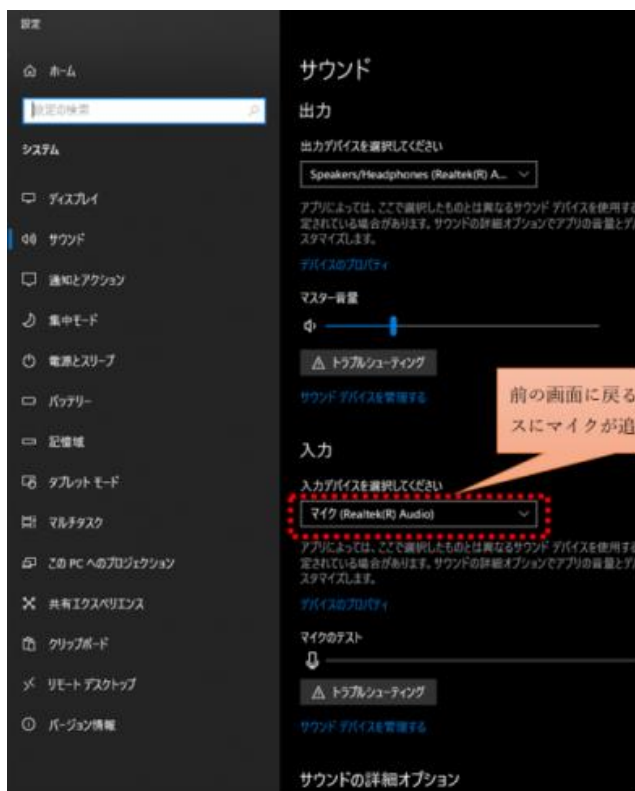 設定
ホーム
設定の検索
システム
ディスプレイ
サウンド
通知とアクション
集中モード
電源とスリープ
バッテリー
記憶域
タブレット モード
マルチタスク
この PC へのプロジェクション
共有エクスペリエンス
クリップボード
リモート デスクトップ
バージョン情報
サウンド
出力
出力デバイスを選択してください
Speakers/Headphones (Realtek(R) A...
アプリによっては、ここで選択したものとは異なるサウンド デバイスを使用する
定されている場合があります。サウンドの詳細オプションでアプリの音量とデバ
スタマイズします。
デバイスのプロパティ
マスター音量
トラブルシューティング
サウンド デバイスを管理する
前の画面に戻る
スにマイクが追
入力
入力デバイスを選択してください
マイク (Realtek(R) Audio)
アプリによっては、ここで選択したものとは異なるサウンド デバイスを使用する
定されている場合があります。サウンドの詳細オプションでアプリの音量とデバ
スタマイズします。
デバイスのプロパティ
マイクのテスト
トラブルシューティング
サウンド デバイスを管理する
サウンドの詳細オプション